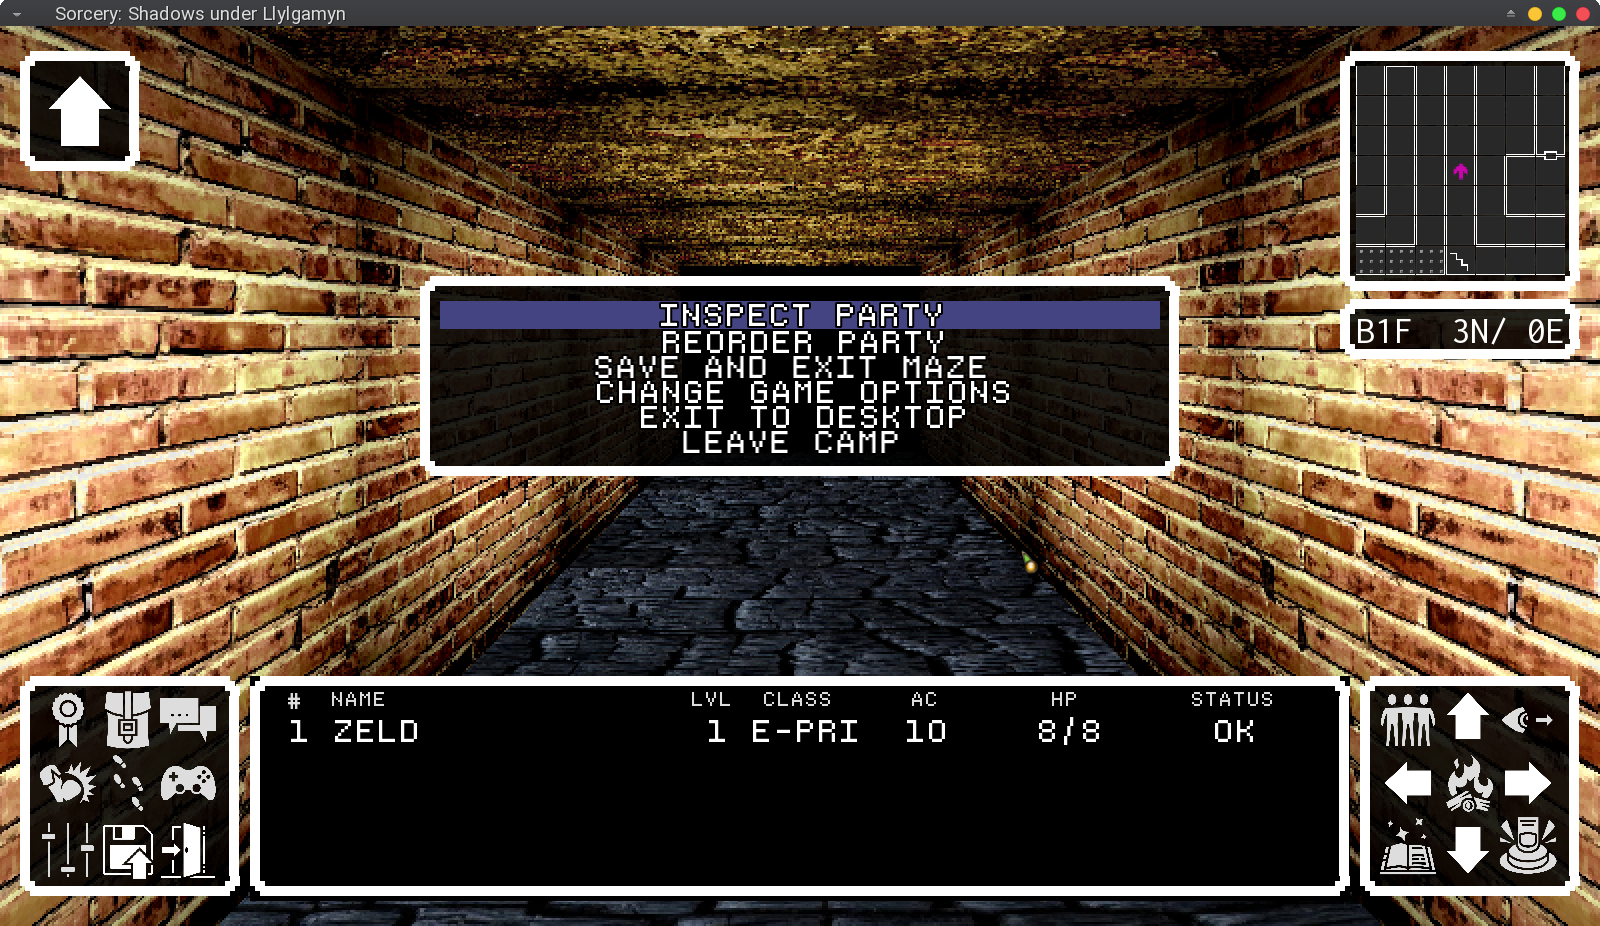 Sorcery: Shadows under Llylgamyn
INSPECT PARTY
REORDER PARTY
SAVE AND EXIT MAZE
CHANGE GAME OPTIONS
EXIT TO DESKTOP
LEAVE CAMP
B1F 3N/ 0E
# NAME LVL CLASS AC HP STATUS
1 ZELD 1 E-PRI 10 8/8 OK